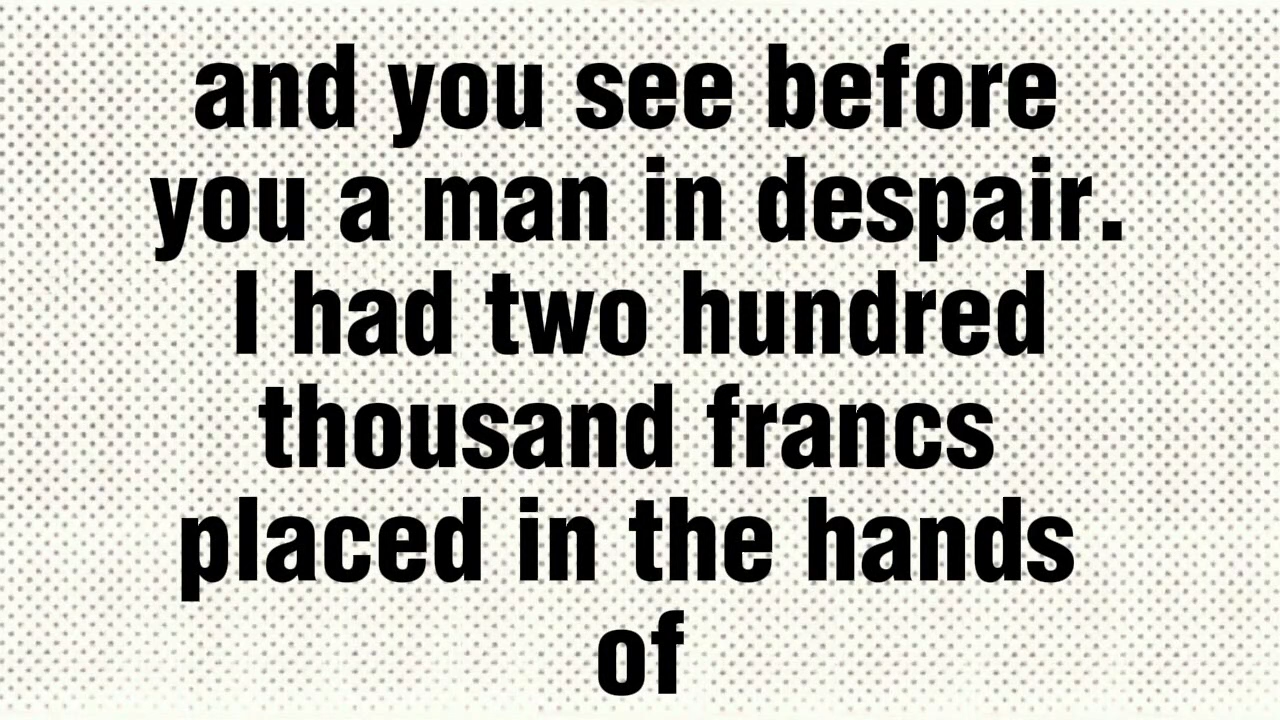 and you see before
you a man in despair.
I had two hundred
thousand francs
placed in the hands
of